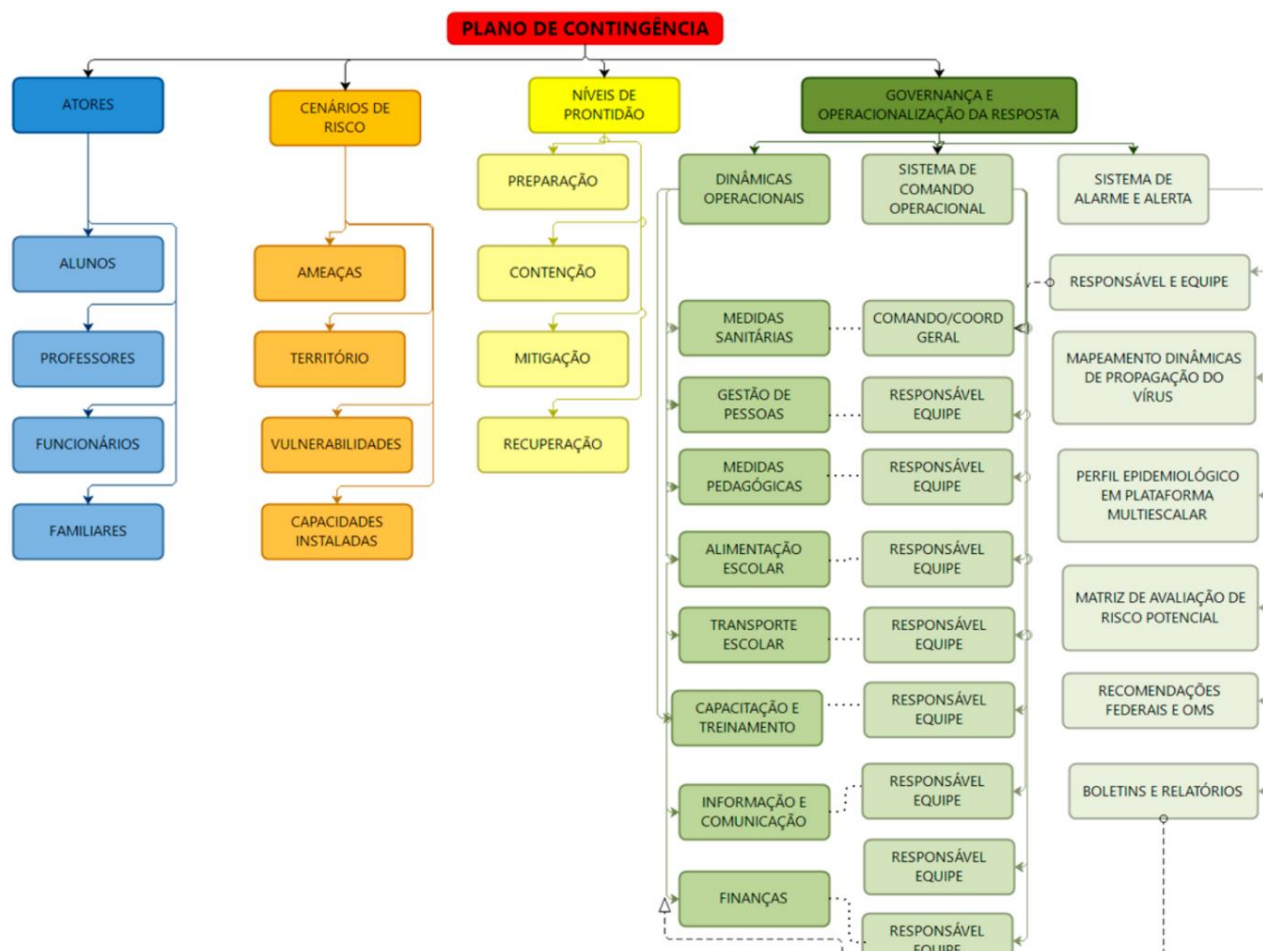 PLANO DE CONTINGÊNCIA
ATORES
ALUNOS
PROFESSORES
FUNCIONÁRIOS
FAMILIARES
CENÁRIOS DE
RISCO
AMEAÇAS
TERRITÓRIO
VULNERABILIDADES
CAPACIDADES
INSTALADAS
NÍVEIS DE
PRONTIDÃO
PREPARAÇÃO
CONTENÇÃO
MITIGAÇÃO
RECUPERAÇÃO
GOVERNANÇA E
OPERACIONALIZAÇÃO DA RESPOSTA
DINÂMICAS
OPERACIONAIS
MEDIDAS
SANITÁRIAS
GESTÃO DE
PESSOAS
MEDIDAS
PEDAGÓGICAS
ALIMENTAÇÃO
ESCOLAR
TRANSPORTE
ESCOLAR
CAPACITAÇÃO E
TREINAMENTO
INFORMAÇÃO E
COMUNICAÇÃO
FINANÇAS
SISTEMA DE
COMANDO
OPERACIONAL
COMANDO/COORD
GERAL
RESPONSÁVEL
EQUIPE
RESPONSÁVEL
EQUIPE
RESPONSÁVEL
EQUIPE
RESPONSÁVEL
EQUIPE
RESPONSÁVEL
EQUIPE
RESPONSÁVEL
EQUIPE
RESPONSÁVEL
EQUIPE
RESPONSÁVEL
EQUIPE
SISTEMA DE
ALARME E ALERTA
RESPONSÁVEL E EQUIPE
MAPEAMENTO DINÂMICAS
DE PROPAGAÇÃO DO
VÍRUS
PERFIL EPIDEMIOLÓGICO
EM PLATAFORMA
MULTIESCALAR
MATRIZ DE AVALIAÇÃO DE
RISCO POTENCIAL
RECOMENDAÇÕES
FEDERAIS E OMS
BOLETINS E RELATÓRIOS